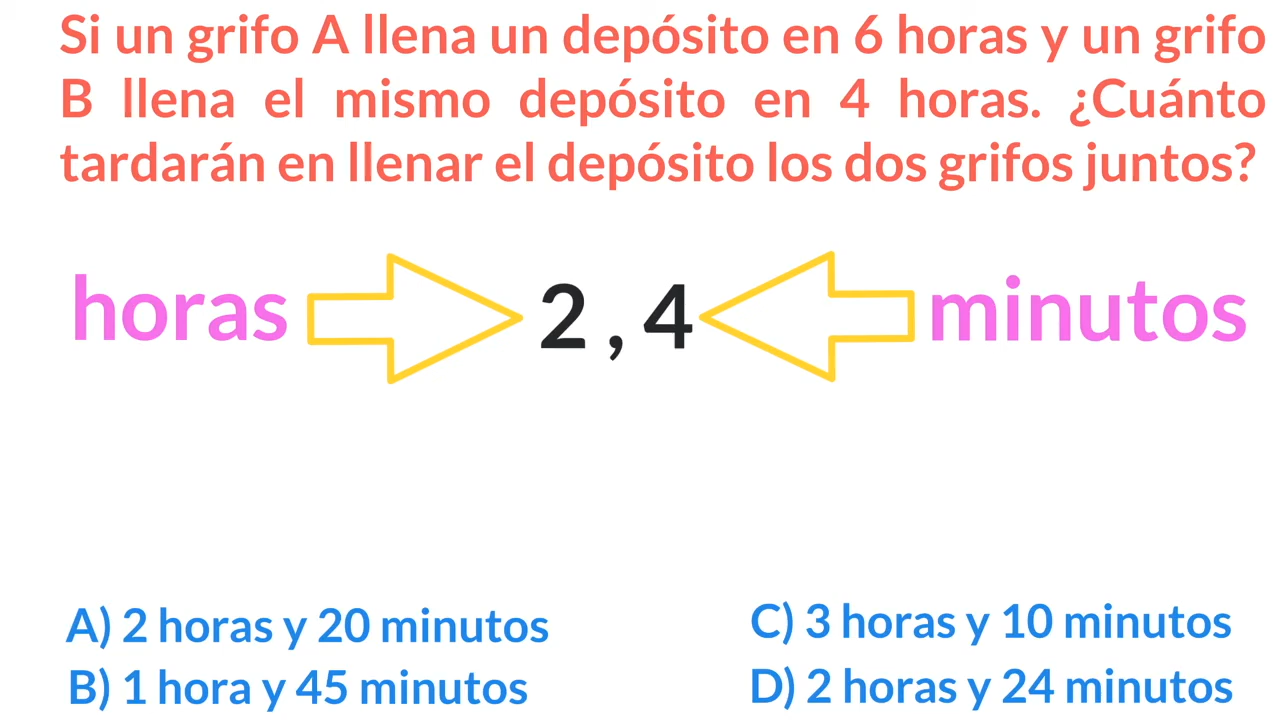 Si un grifo A llena un depósito en 6 horas y un grifo
B llena el mismo depósito en 4 horas. ¿Cuánto
tardarán en llenar el depósito los dos grifos juntos?
horas 2,4 minutos
A) 2 horas y 20 minutos
B) 1 hora y 45 minutos
C) 3 horas y 10 minutos
D) 2 horas y 24 minutos